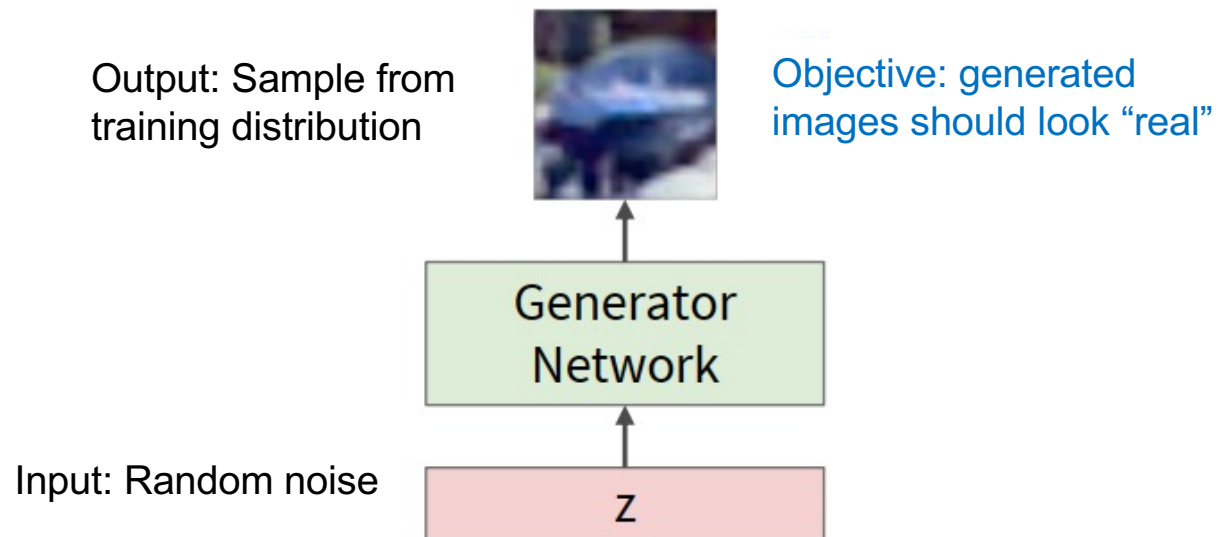 Output: Sample from
training distribution
Objective: generated
images should look “real”
Generator
Network
Input: Random noise
z